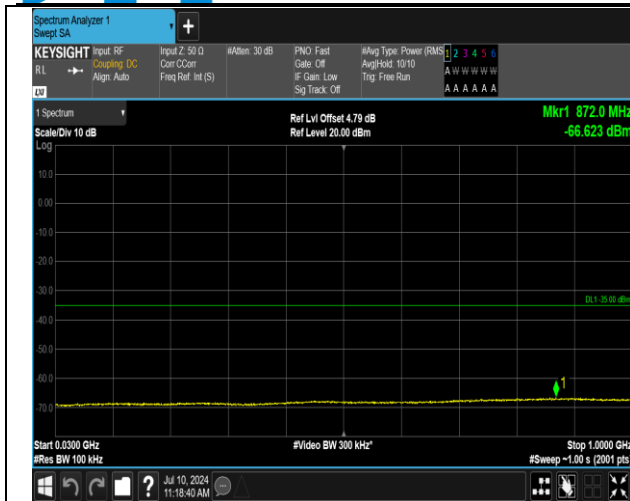 Spectrum Analyzer 1
Swept SA
KEYSIGHT
RL
Input: RF
Coupling: DC
Align: Auto
Input Z: 50 Ω
Corr CCorr
Freq Ref: Int (S)
#Atten: 30 dB
PNO: Fast
Gate: Off
IF Gain: Low
Sig Track: Off
#Avg Type: Power (RMS
Avg|Hold: 10/10
Trig: Free Run
1 2 3 4 5 6
A W W W W W
A A A A A A
LXI
1 Spectrum
Scale/Div 10 dB
Ref Lvl Offset 4.79 dB
Ref Level 20.00 dBm
Mkr1 872.0 MHz
-66.623 dBm
Log
10.0
0.00
-10.0
-20.0
-30.0
DL1 -35.00 dBm
-40.0
-50.0
-60.0
1
-70.0
Start 0.0300 GHz
#Video BW 300 kHz*
Stop 1.0000 GHz
#Res BW 100 kHz
#Sweep ~1.00 s (2001 pts)
Jul 10, 2024
11:18:40 AM